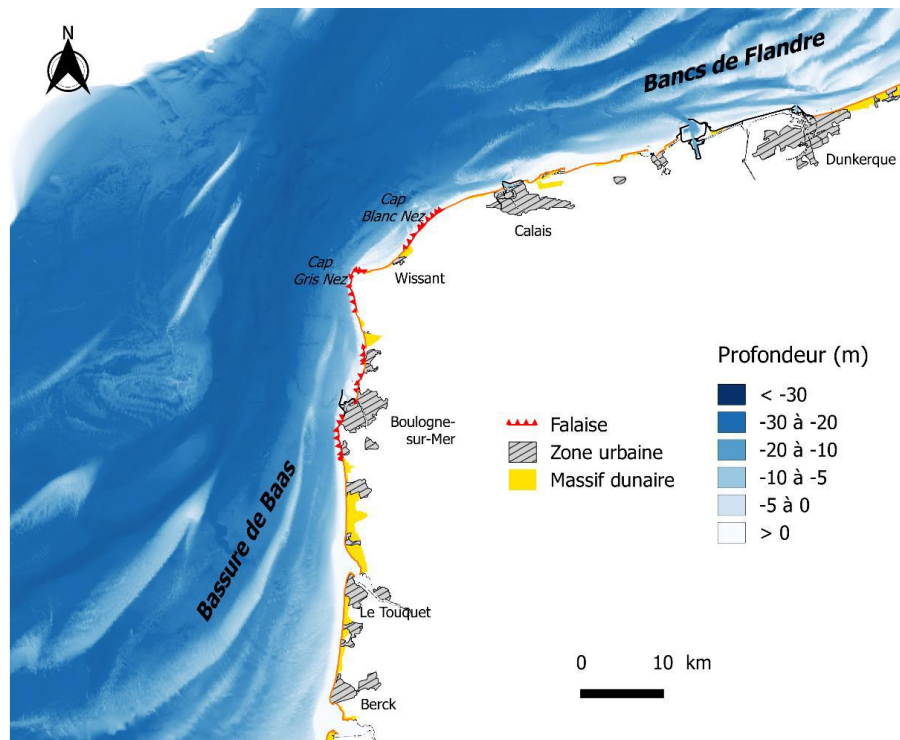 N
Bancs de Flandre
Dunkerque
Cap
Blanc Nez
Calais
Cap
Gris Nez
Wissant
Profondeur (m)
< -30
-30 à -20
-20 à -10
-10 à -5
-5 à 0
> 0
Falaise
Zone urbaine
Massif dunaire
Boulogne-
sur-Mer
Bassure de Baas
Le Touquet
Berck
0 10 km